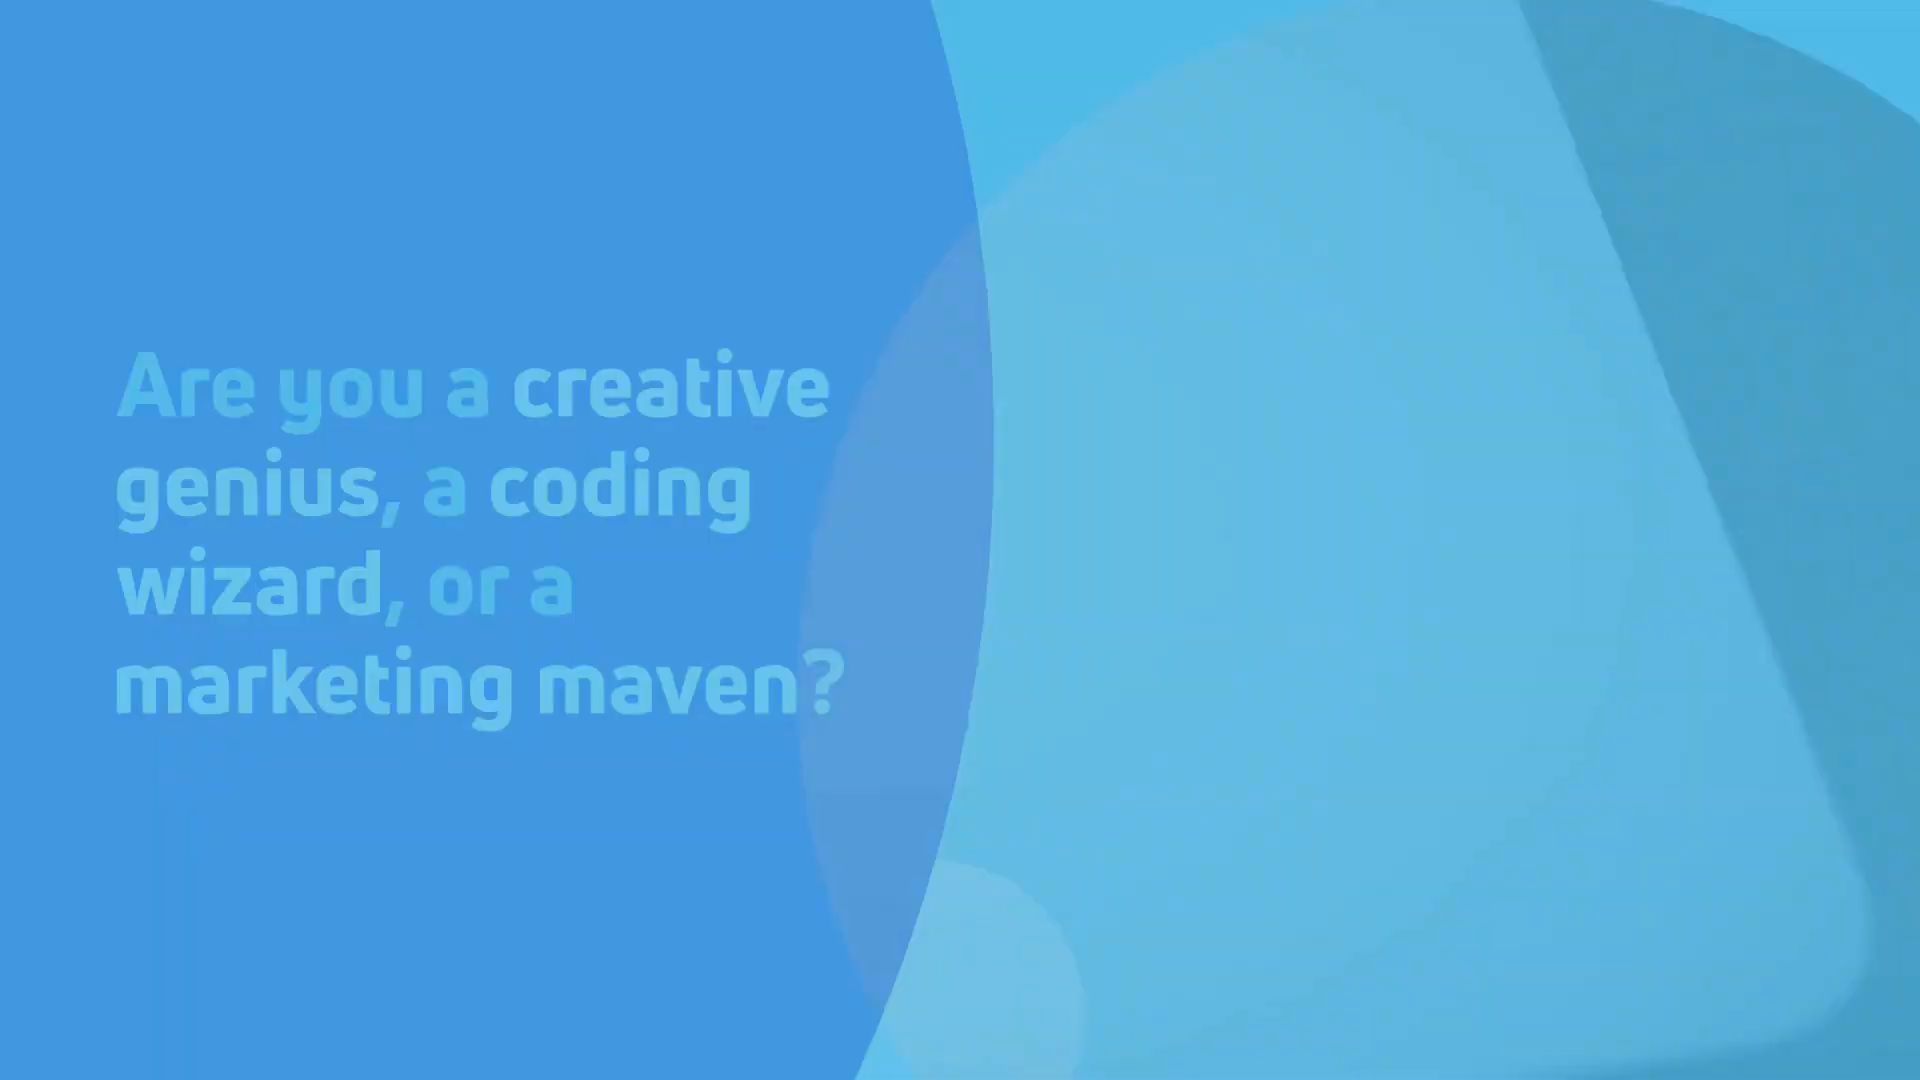 Are you a creative
genius, a coding
wizard, or a
marketing maven?